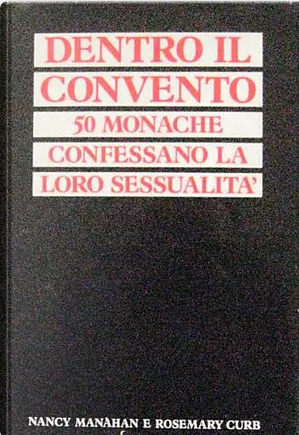 DENTRO IL
CONVENTO
50 MONACHE
CONFESSANO LA
LORO SESSUALITA'
NANCY MANAHAN E ROSEMARY CURB